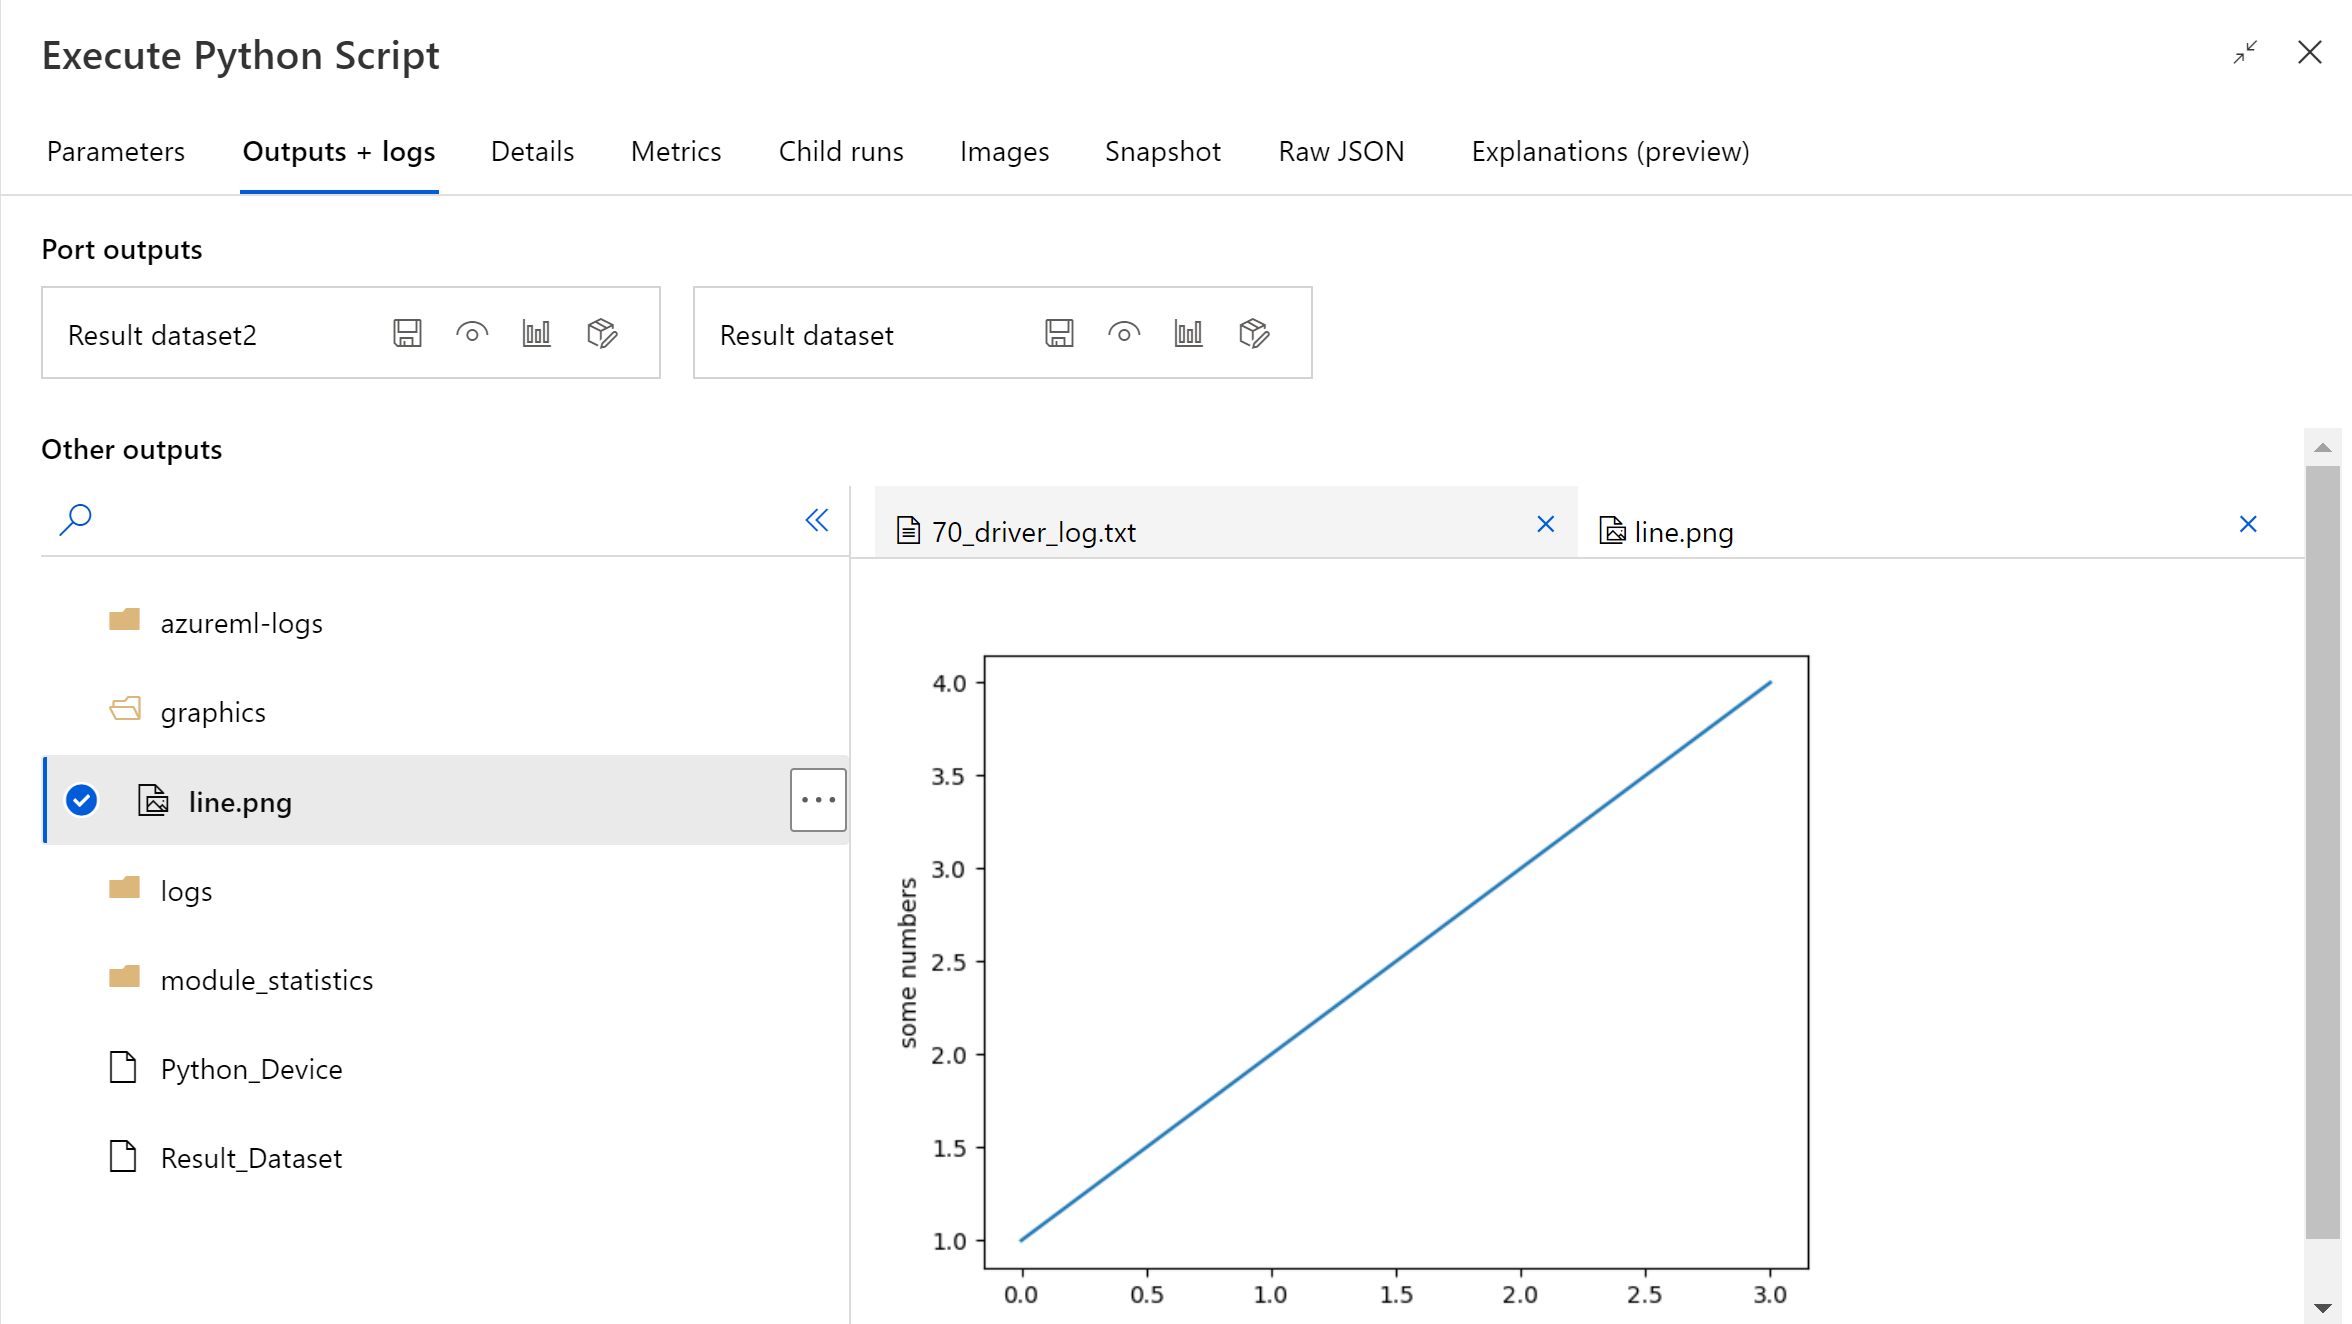 Execute Python Script
Parameters Outputs + logs Details Metrics Child runs Images Snapshot Raw JSON Explanations (preview)
Port outputs
Result dataset2 Result dataset
Other outputs
70_driver_log.txt line.png
azureml-logs
graphics
line.png
logs
module_statistics
Python_Device
Result_Dataset
some numbers
4.0
3.5
3.0
2.5
2.0
1.5
1.0
0.0 0.5 1.0 1.5 2.0 2.5 3.0